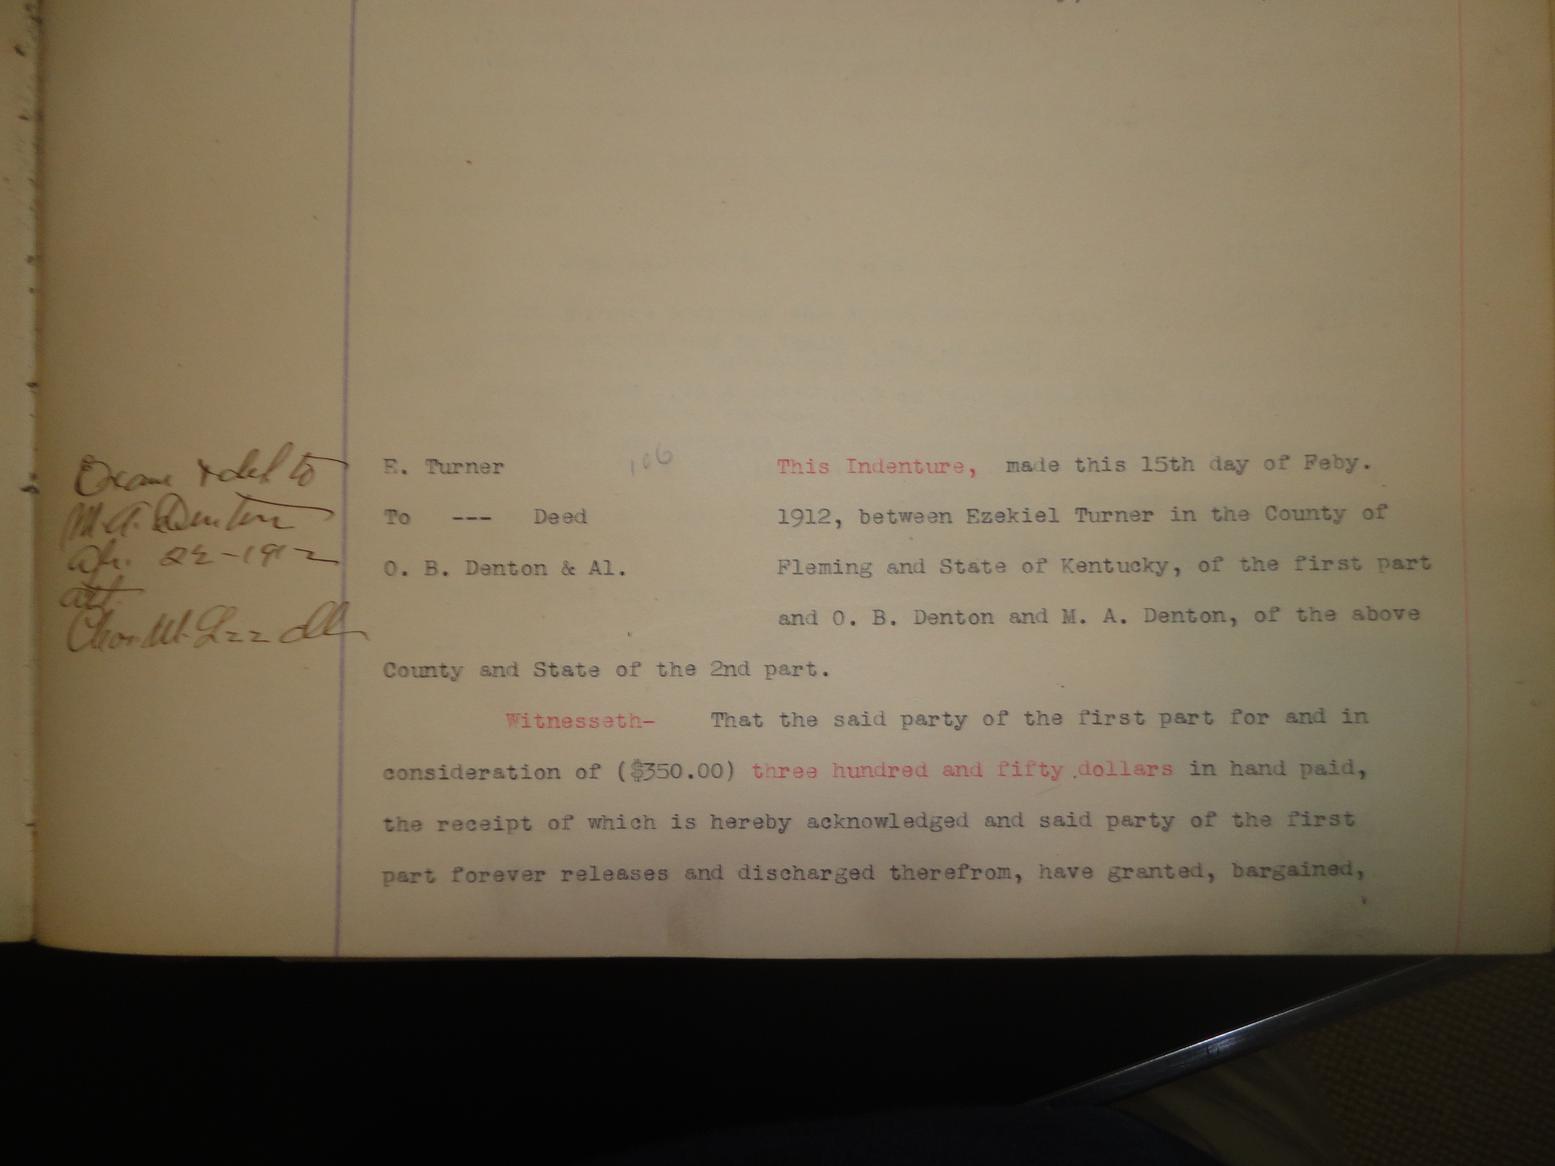 Exam & del to
M. A. Denton
Apr. 22-1912
att.
Chas. W.
106
E. Turner
To --- Deed
O. B. Denton & Al.
This Indenture, made this 15th day of Feby.
1912, between Ezekiel Turner in the County of
Fleming and State of Kentucky, of the first part
and O. B. Denton and M. A. Denton, of the above
County and State of the 2nd part.
Witnesseth- That the said party of the first part for and in
consideration of ($350.00) three hundred and fifty dollars in hand paid,
the receipt of which is hereby acknowledged and said party of the first
part forever releases and discharged therefrom, have granted, bargained,